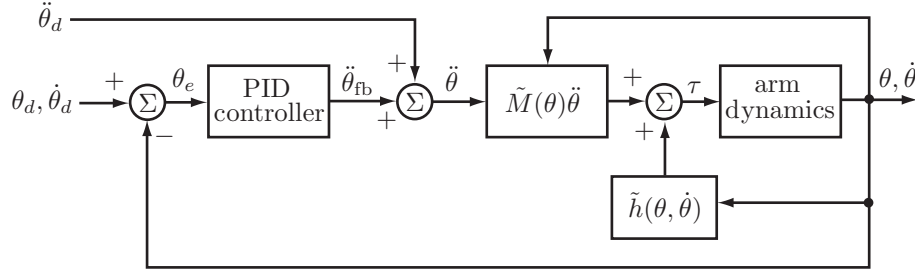 θ̈_d
+
θ_d, θ̇_d
Σ
−
θ_e
PID
controller
θ̈_fb
+
+
Σ
θ̈
M̃(θ)θ̈
+
+
Σ
τ
arm
dynamics
θ, θ̇
h̃(θ, θ̇)